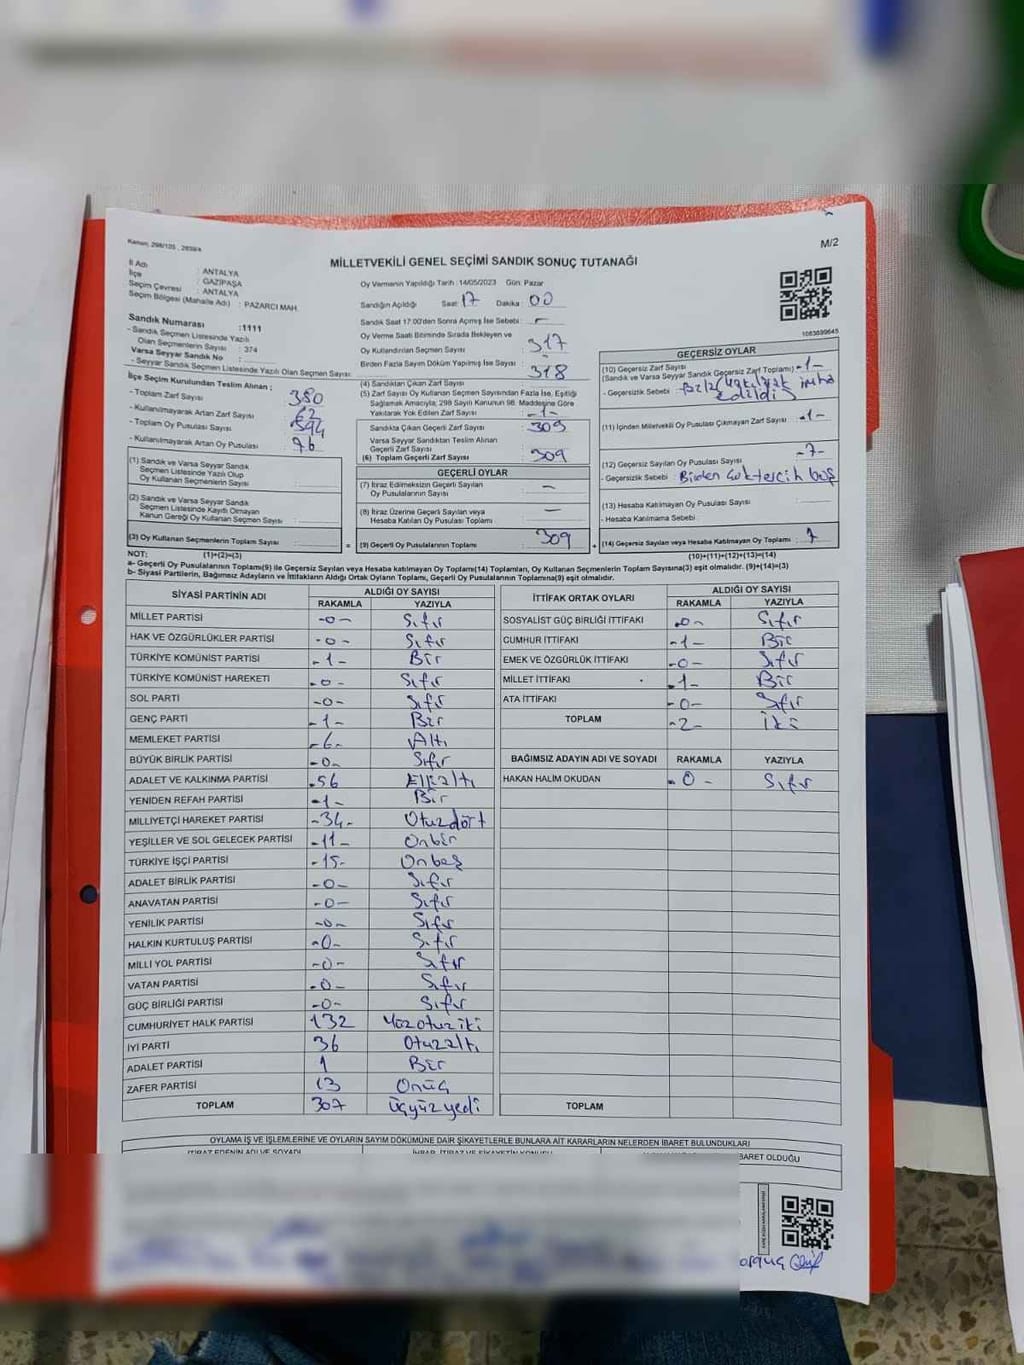 Kanun; 298/105 , 2839/4
M/2
MİLLETVEKİLİ GENEL SEÇİMİ SANDIK SONUÇ TUTANAĞI
İl Adı : ANTALYA
İlçe : GAZİPAŞA
Seçim Çevresi : ANTALYA
Seçim Bölgesi (Mahalle Adı) : PAZARCI MAH.
Sandık Numarası :1111
- Sandık Seçmen Listesinde Yazılı
Olan Seçmenlerin Sayısı : 374
Varsa Seyyar Sandık No :
- Seyyar Sandık Seçmen Listesinde Yazılı Olan Seçmen Sayısı:
İlçe Seçim Kurulundan Teslim Alınan ;
- Toplam Zarf Sayısı : 380
- Kullanılmayarak Artan Zarf Sayısı : 62
- Toplam Oy Pusulası Sayısı : 394
- Kullanılmayarak Artan Oy Pusulası : 76
(1) Sandık ve Varsa Seyyar Sandık
Seçmen Listesinde Yazılı Olup
Oy Kullanan Seçmenlerin Sayısı :
(2) Sandık ve Varsa Seyyar Sandık
Seçmen Listesinde Kayıtlı Olmayan
Kanun Gereği Oy Kullanan Seçmen Sayısı :
(3) Oy Kullanan Seçmenlerin Toplam Sayısı :
(1)+(2)=(3)
Oy Vermenin Yapıldığı Tarih :14/05/2023 Gün: Pazar
Sandığın Açıldığı Saat: 17 Dakika : 00
Sandık Saat 17:00'den Sonra Açılmış İse Sebebi : -
Oy Verme Saati Bitiminde Sırada Bekleyen ve
Oy Kullandırılan Seçmen Sayısı : 317
Birden Fazla Sayım Döküm Yapılmış İse Sayısı : 318
(4) Sandıktan Çıkan Zarf Sayısı :
(5) Zarf Sayısı Oy Kullanan Seçmen Sayısından Fazla İse, Eşitliği
Sağlamak Amacıyla, 298 Sayılı Kanunun 98. Maddesine Göre
Yakılarak Yok Edilen Zarf Sayısı : -1-
Sandıkta Çıkan Geçerli Zarf Sayısı : 309
Varsa Seyyar Sandıktan Teslim Alınan
Geçerli Zarf Sayısı :
(6) Toplam Geçerli Zarf Sayısı : 309
GEÇERLİ OYLAR
(7) İtiraz Edilmeksizin Geçerli Sayılan
Oy Pusulalarının Sayısı : -
(8) İtiraz Üzerine Geçerli Sayılan veya
Hesaba Katılan Oy Pusulası Toplamı : -
= (9) Geçerli Oy Pusulalarının Toplamı : 309 +
1083699645
GEÇERSİZ OYLAR
(10) Geçersiz Zarf Sayısı : -1-
(Sandık ve Varsa Seyyar Sandık Geçersiz Zarf Toplamı)
- Geçersizlik Sebebi : imha
edildi
(11) İçinden Milletvekili Oy Pusulası Çıkmayan Zarf Sayısı : -1-
(12) Geçersiz Sayılan Oy Pusulası Sayısı : -7-
- Geçersizlik Sebebi : Birden çok tercih boş
(13) Hesaba Katılmayan Oy Pusulası Sayısı :
- Hesaba Katılmama Sebebi :
(14) Geçersiz Sayılan veya Hesaba Katılmayan Oy Toplamı : 7
(10)+(11)+(12)+(13)=(14)
NOT:
a- Geçerli Oy Pusulalarının Toplamı(9) ile Geçersiz Sayılan veya Hesaba katılmayan Oy Toplamı(14) Toplamları, Oy Kullanan Seçmenlerin Toplam Sayısına(3) eşit olmalıdır. (9)+(14)=(3)
b- Siyasi Partilerin, Bağımsız Adayların ve İttifakların Aldığı Ortak Oyların Toplamı, Geçerli Oy Pusulalarının Toplamına(9) eşit olmalıdır.
SİYASİ PARTİNİN ADI ALDIĞI OY SAYISI
RAKAMLA YAZIYLA
MİLLET PARTİSİ -0- Sıfır
HAK VE ÖZGÜRLÜKLER PARTİSİ -0- Sıfır
TÜRKİYE KOMÜNİST PARTİSİ -1- Bir
TÜRKİYE KOMÜNİST HAREKETİ -0- Sıfır
SOL PARTİ -0- Sıfır
GENÇ PARTİ -1- Bir
MEMLEKET PARTİSİ -6- Altı
BÜYÜK BİRLİK PARTİSİ -0- Sıfır
ADALET VE KALKINMA PARTİSİ -56 Ellialtı
YENİDEN REFAH PARTİSİ -1- Bir
MİLLİYETÇİ HAREKET PARTİSİ -34- Otuzdört
YEŞİLLER VE SOL GELECEK PARTİSİ -11- Onbir
TÜRKİYE İŞÇİ PARTİSİ -15- Onbeş
ADALET BİRLİK PARTİSİ -0- Sıfır
ANAVATAN PARTİSİ -0- Sıfır
YENİLİK PARTİSİ -0- Sıfır
HALKIN KURTULUŞ PARTİSİ -0- Sıfır
MİLLİ YOL PARTİSİ -0- Sıfır
VATAN PARTİSİ -0- Sıfır
GÜÇ BİRLİĞİ PARTİSİ -0- Sıfır
CUMHURİYET HALK PARTİSİ 132 Yüzotuziki
İYİ PARTİ 36 Otuzaltı
ADALET PARTİSİ 1 Bir
ZAFER PARTİSİ 13 Onüç
TOPLAM 307 üçyüzyedi
İTTİFAK ORTAK OYLARI ALDIĞI OY SAYISI
RAKAMLA YAZIYLA
SOSYALİST GÜÇ BİRLİĞİ İTTİFAKI -0- Sıfır
CUMHUR İTTİFAKI -1- Bir
EMEK VE ÖZGÜRLÜK İTTİFAKI -0- Sıfır
MİLLET İTTİFAKI -1- Bir
ATA İTTİFAKI -0- Sıfır
TOPLAM -2- İki
BAĞIMSIZ ADAYIN ADI VE SOYADI RAKAMLA YAZIYLA
HAKAN HALİM OKUDAN -0- Sıfır
TOPLAM
OYLAMA İŞ VE İŞLEMLERİNE VE OYLARIN SAYIM DÖKÜMÜNE DAİR ŞİKAYETLERLE BUNLARA AİT KARARLARIN NELERDEN İBARET BULUNDUKLARI
İTİRAZ EDENİN ADI VE SOYADI İHBAR, İTİRAZ VE ŞİKAYETİN KONUSU BARET OLDUĞU